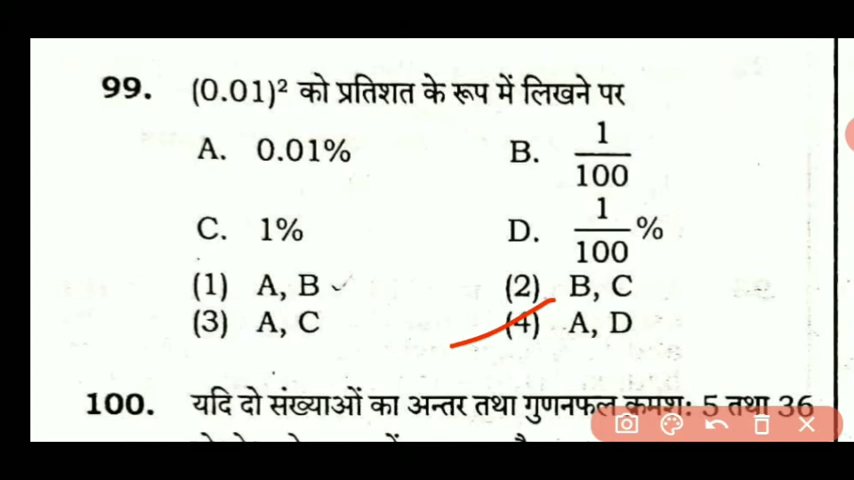 99. (0.01)² को प्रतिशत के रूप में लिखने पर
A. 0.01% B. 1/100
C. 1% D. 1/100 %
(1) A, B (2) B, C
(3) A, C (4) A, D
100. यदि दो संख्याओं का अन्तर तथा गुणनफल क्रमश: 5 तथा 36